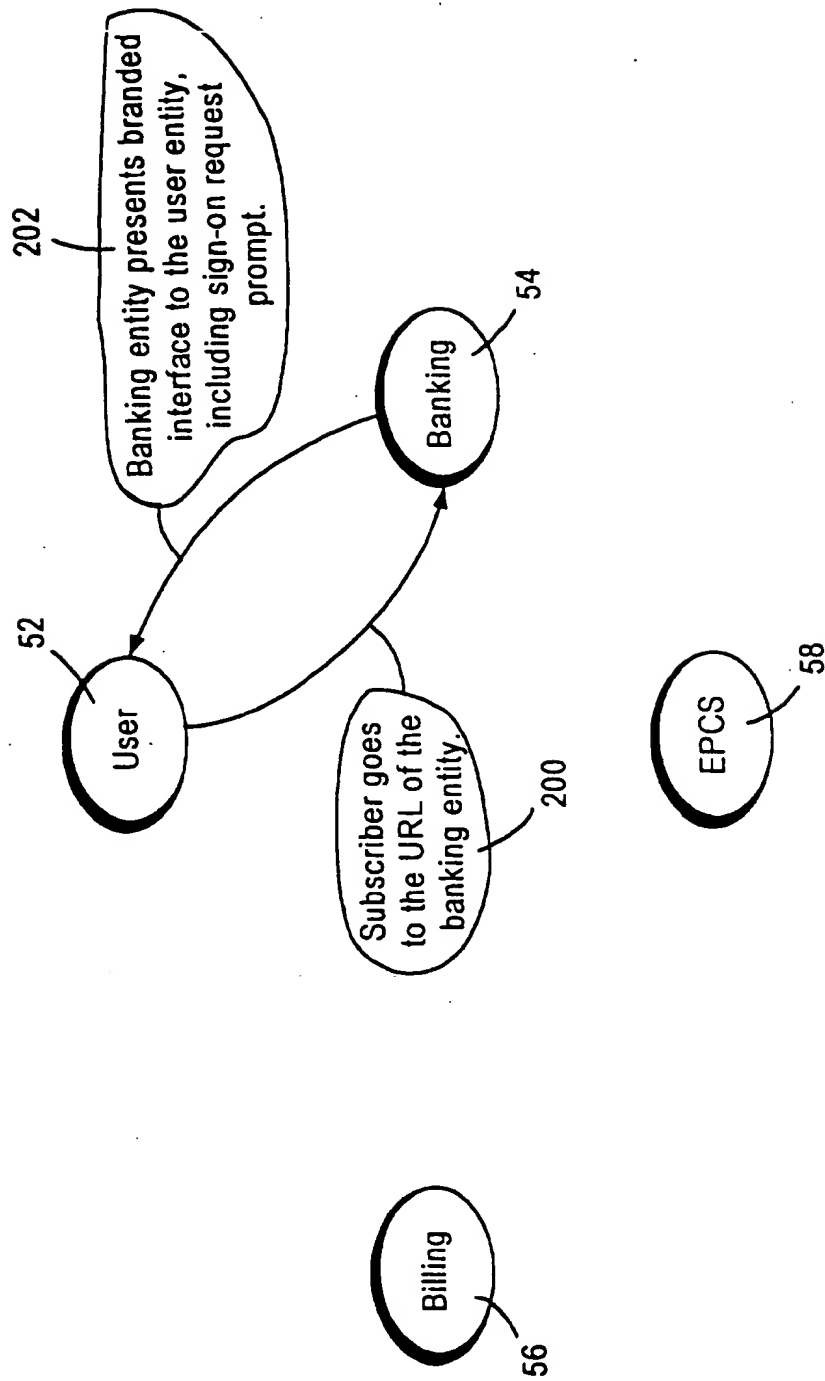 202
Banking entity presents branded
interface to the user entity,
including sign-on request
prompt.
52
User
Banking
54
Subscriber goes
to the URL of the
banking entity.
200
Billing
56
EPCS
58